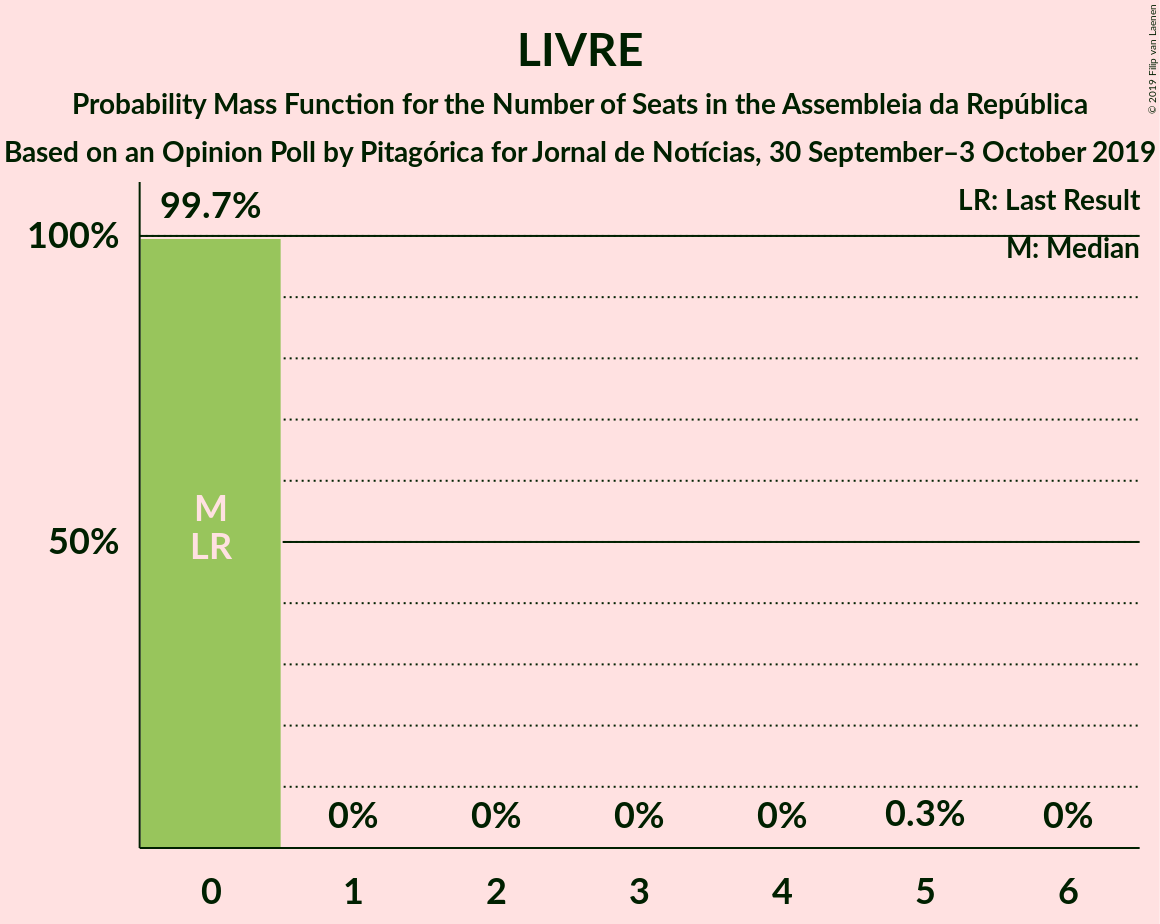 LIVRE
Probability Mass Function for the Number of Seats in the Assembleia da República
Based on an Opinion Poll by Pitagórica for Jornal de Notícias, 30 September–3 October 2019
© 2019 Filip van Laenen
LR: Last Result
M: Median
99.7%
100%
50%
M
LR
0% 0% 0% 0% 0.3% 0%
0 1 2 3 4 5 6